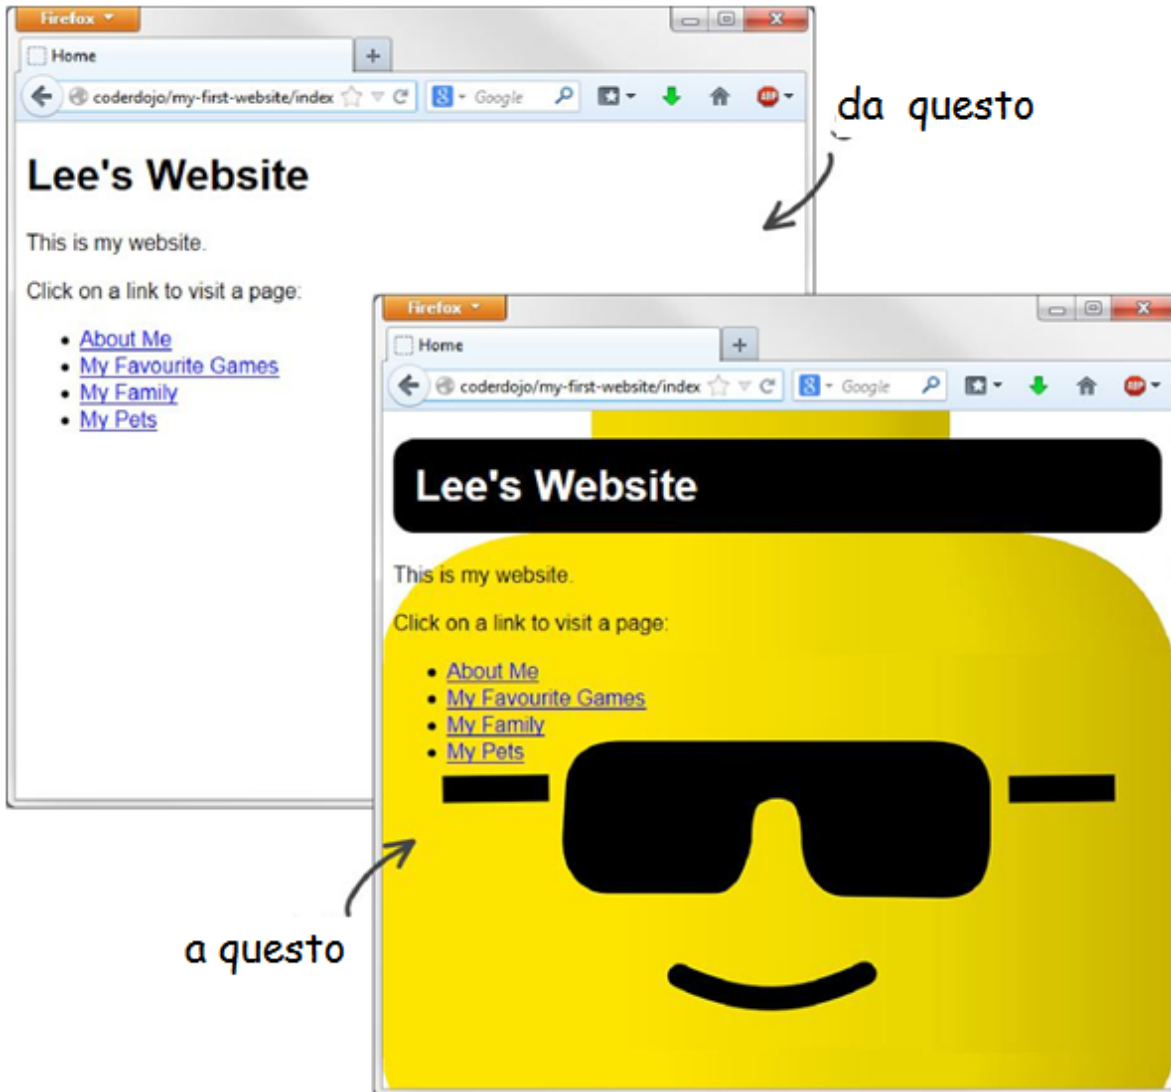 Firefox
Home
coderdojo/my-first-website/index
Google
da questo
Lee's Website
This is my website.
Click on a link to visit a page:
About Me
My Favourite Games
My Family
My Pets
Firefox
Home
coderdojo/my-first-website/index
Google
Lee's Website
This is my website.
Click on a link to visit a page:
About Me
My Favourite Games
My Family
My Pets
a questo